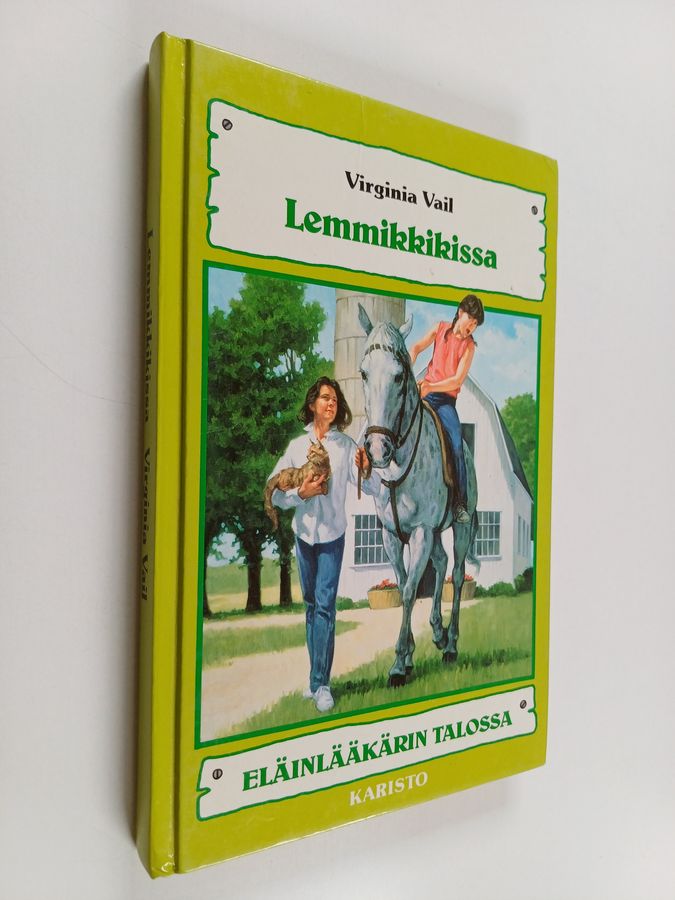 Virginia Vail
Lemmikkikissa
ELÄINLÄÄKÄRIN TALOSSA
KARISTO
Lemmikkikissa Virginia Vail